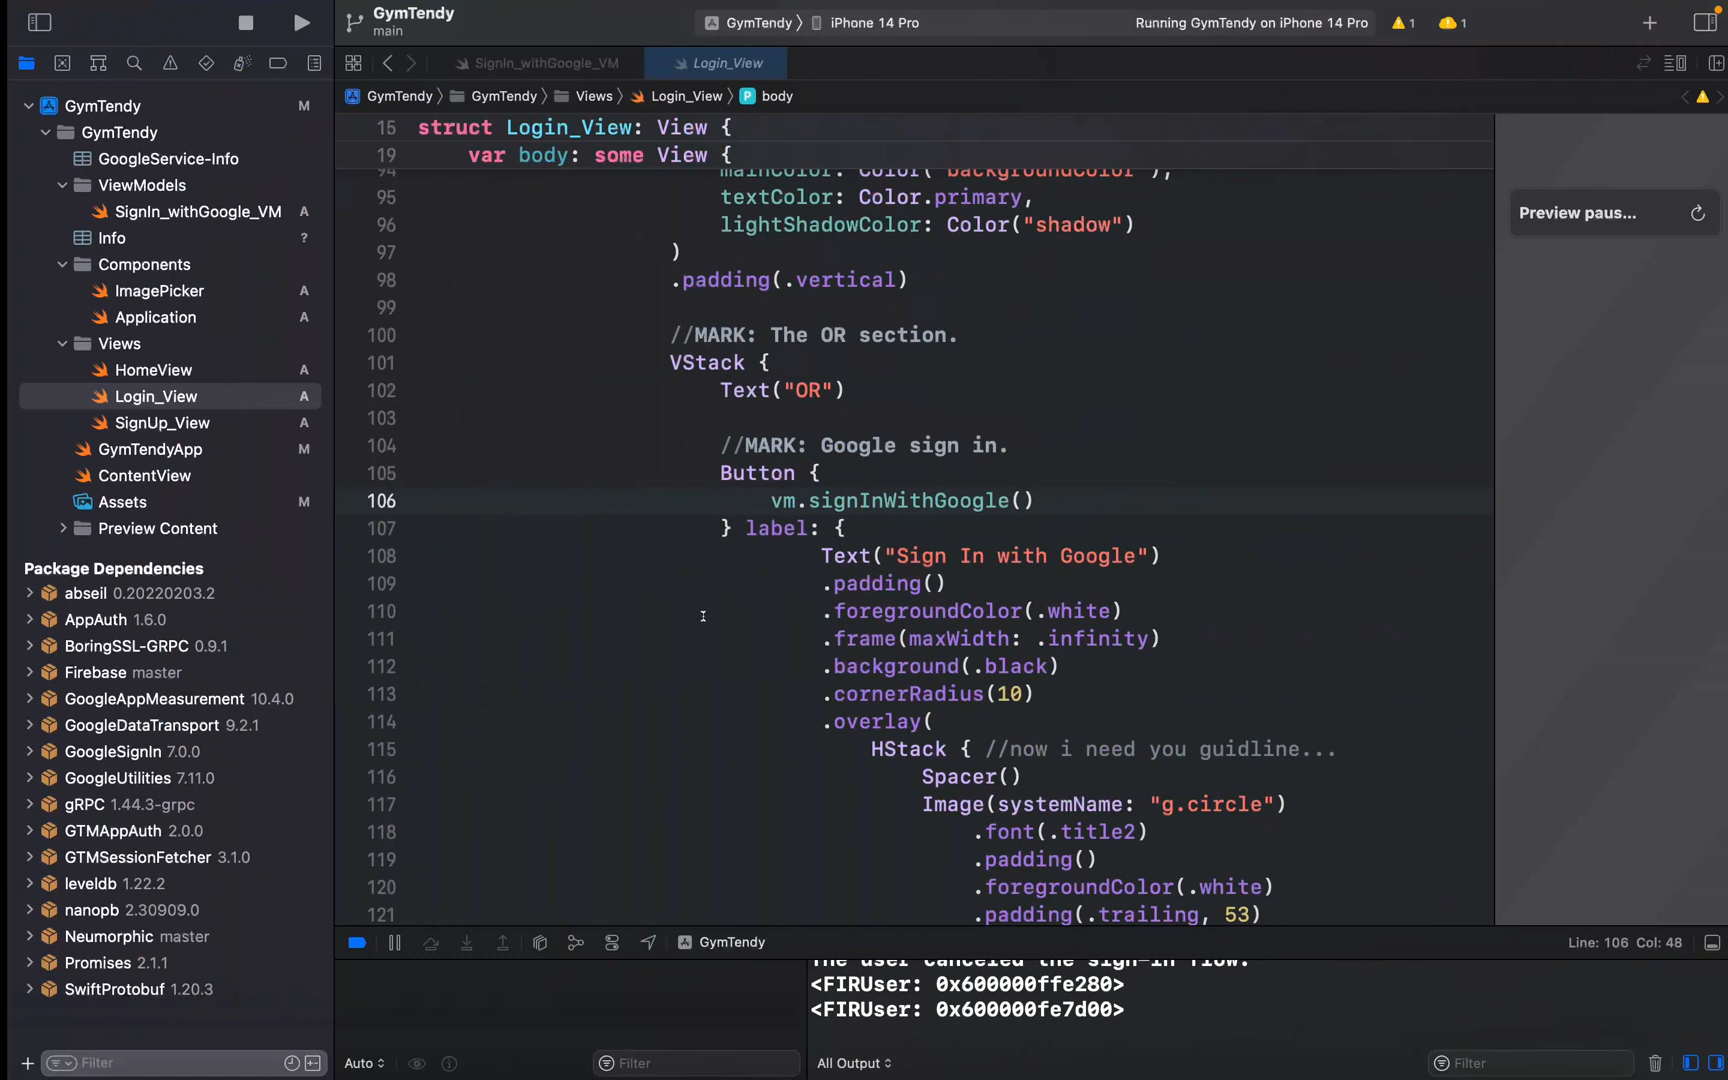 GymTendy
main
GymTendy
iPhone 14 Pro
Running GymTendy on iPhone 14 Pro
1
1
SignIn_withGoogle_VM
Login_View
GymTendy
GymTendy
Views
Login_View
P
body
GymTendy M
GymTendy
GoogleService-Info
ViewModels
SignIn_withGoogle_VM A
Info ?
Components
ImagePicker A
Application A
Views
HomeView A
Login_View A
SignUp_View A
GymTendyApp M
ContentView
Assets M
Preview Content
Package Dependencies
abseil 0.20220203.2
AppAuth 1.6.0
BoringSSL-GRPC 0.9.1
Firebase master
GoogleAppMeasurement 10.4.0
GoogleDataTransport 9.2.1
GoogleSignIn 7.0.0
GoogleUtilities 7.11.0
gRPC 1.44.3-grpc
GTMAppAuth 2.0.0
GTMSessionFetcher 3.1.0
leveldb 1.22.2
nanopb 2.30909.0
Neumorphic master
Promises 2.1.1
SwiftProtobuf 1.20.3
Filter
15 struct Login_View: View {
19 var body: some View {
94 mainColor: Color("backgroundColor"),
95 textColor: Color.primary,
96 lightShadowColor: Color("shadow")
97 )
98 .padding(.vertical)
99
100 //MARK: The OR section.
101 VStack {
102 Text("OR")
103
104 //MARK: Google sign in.
105 Button {
106 vm.signInWithGoogle()
107 } label: {
108 Text("Sign In with Google")
109 .padding()
110 .foregroundColor(.white)
111 .frame(maxWidth: .infinity)
112 .background(.black)
113 .cornerRadius(10)
114 .overlay(
115 HStack { //now i need you guidline...
116 Spacer()
117 Image(systemName: "g.circle")
118 .font(.title2)
119 .padding()
120 .foregroundColor(.white)
121 .padding(.trailing, 53)
Preview paus...
GymTendy
Line: 106 Col: 48
The user canceled the sign-in flow.
<FIRUser: 0x600000ffe280>
<FIRUser: 0x600000fe7d00>
Auto
Filter
All Output
Filter